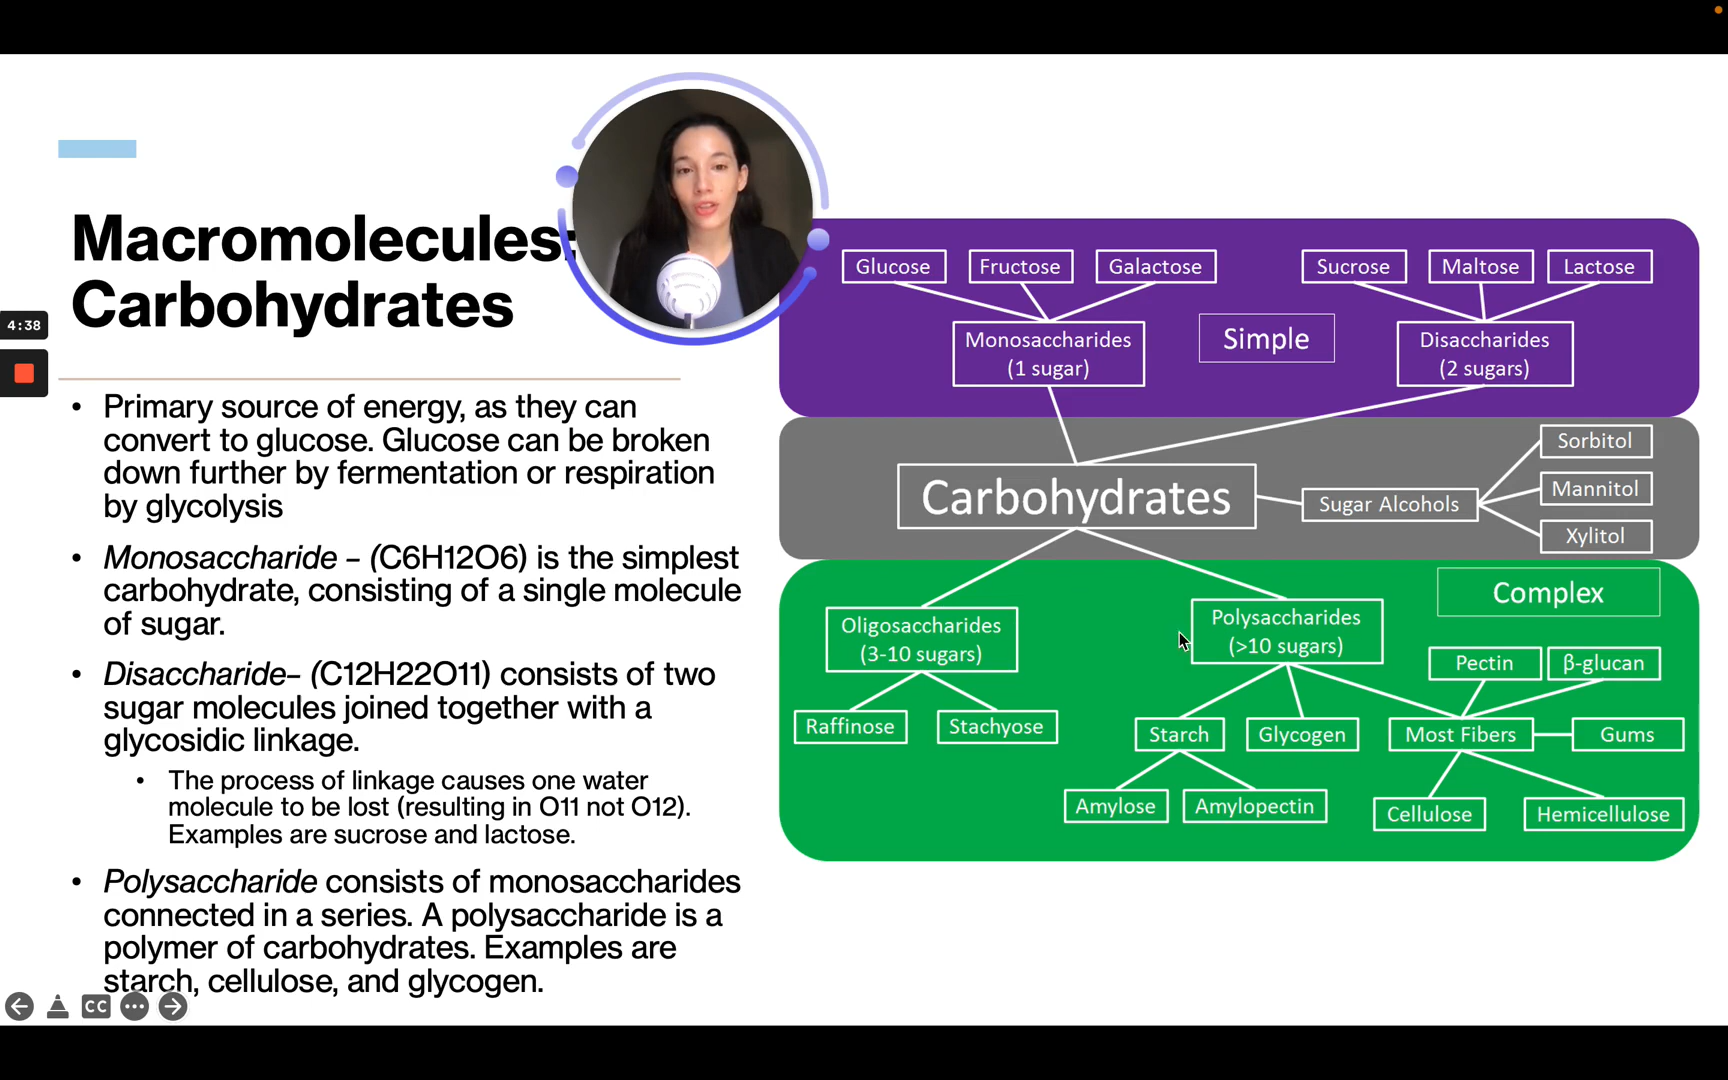 Macromolecules:
Carbohydrates
4:38
• Primary source of energy, as they can
convert to glucose. Glucose can be broken
down further by fermentation or respiration
by glycolysis
• Monosaccharide – (C6H12O6) is the simplest
carbohydrate, consisting of a single molecule
of sugar.
• Disaccharide– (C12H22O11) consists of two
sugar molecules joined together with a
glycosidic linkage.
• The process of linkage causes one water
molecule to be lost (resulting in O11 not O12).
Examples are sucrose and lactose.
• Polysaccharide consists of monosaccharides
connected in a series. A polysaccharide is a
polymer of carbohydrates. Examples are
starch, cellulose, and glycogen.
CC
Glucose
Fructose
Galactose
Sucrose
Maltose
Lactose
Monosaccharides
(1 sugar)
Simple
Disaccharides
(2 sugars)
Carbohydrates
Sugar Alcohols
Sorbitol
Mannitol
Xylitol
Complex
Oligosaccharides
(3-10 sugars)
Polysaccharides
(>10 sugars)
Pectin
β-glucan
Raffinose
Stachyose
Starch
Glycogen
Most Fibers
Gums
Amylose
Amylopectin
Cellulose
Hemicellulose